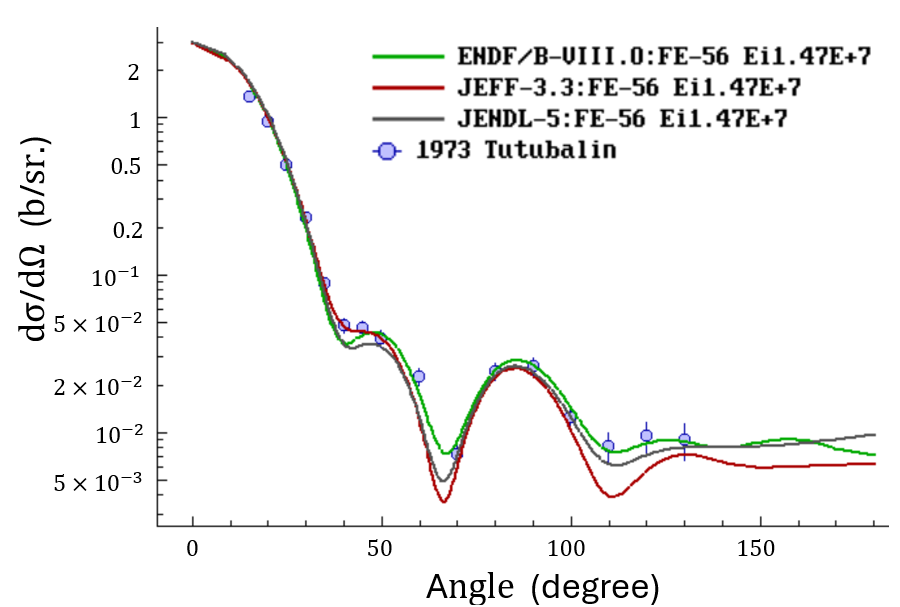 ENDF/B-VIII.0:FE-56 Ei1.47E+7
JEFF-3.3:FE-56 Ei1.47E+7
JENDL-5:FE-56 Ei1.47E+7
1973 Tutubalin
dσ/dΩ (b/sr.)
2
1
0.5
0.2
10⁻¹
5 × 10⁻²
2 × 10⁻²
10⁻²
5 × 10⁻³
0 50 100 150
Angle (degree)